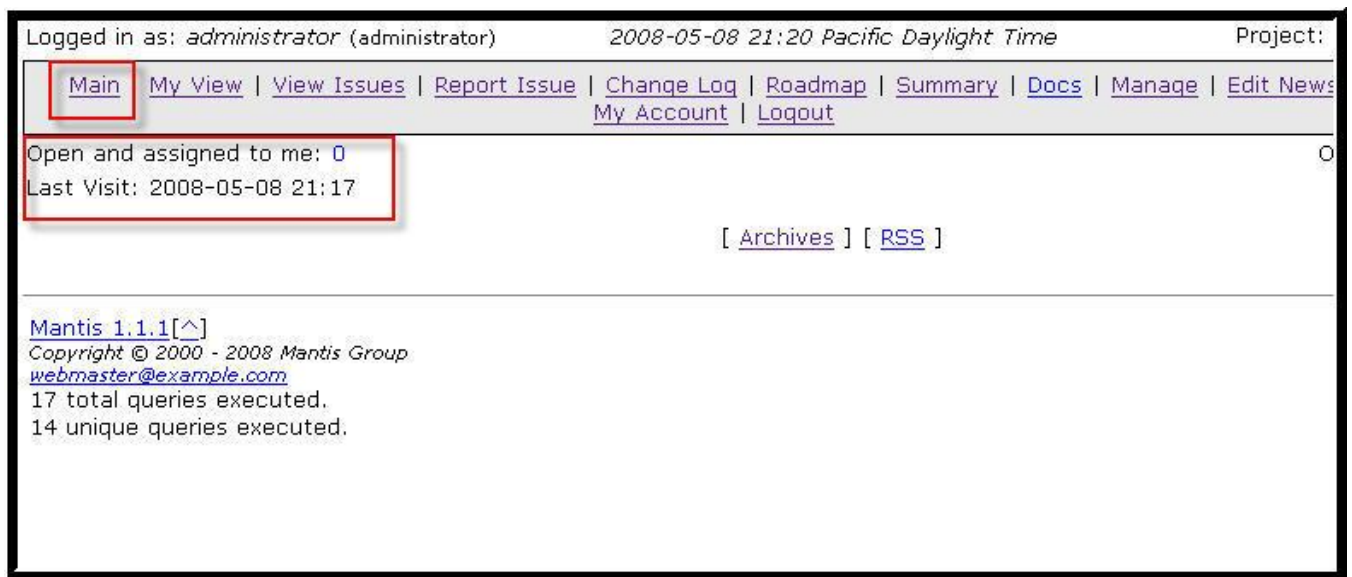 Logged in as: administrator (administrator) 2008-05-08 21:20 Pacific Daylight Time Project:
Main My View | View Issues | Report Issue | Change Log | Roadmap | Summary | Docs | Manage | Edit News
My Account | Logout
Open and assigned to me: 0 O
Last Visit: 2008-05-08 21:17
[ Archives ] [ RSS ]
Mantis 1.1.1[^]
Copyright © 2000 - 2008 Mantis Group
webmaster@example.com
17 total queries executed.
14 unique queries executed.